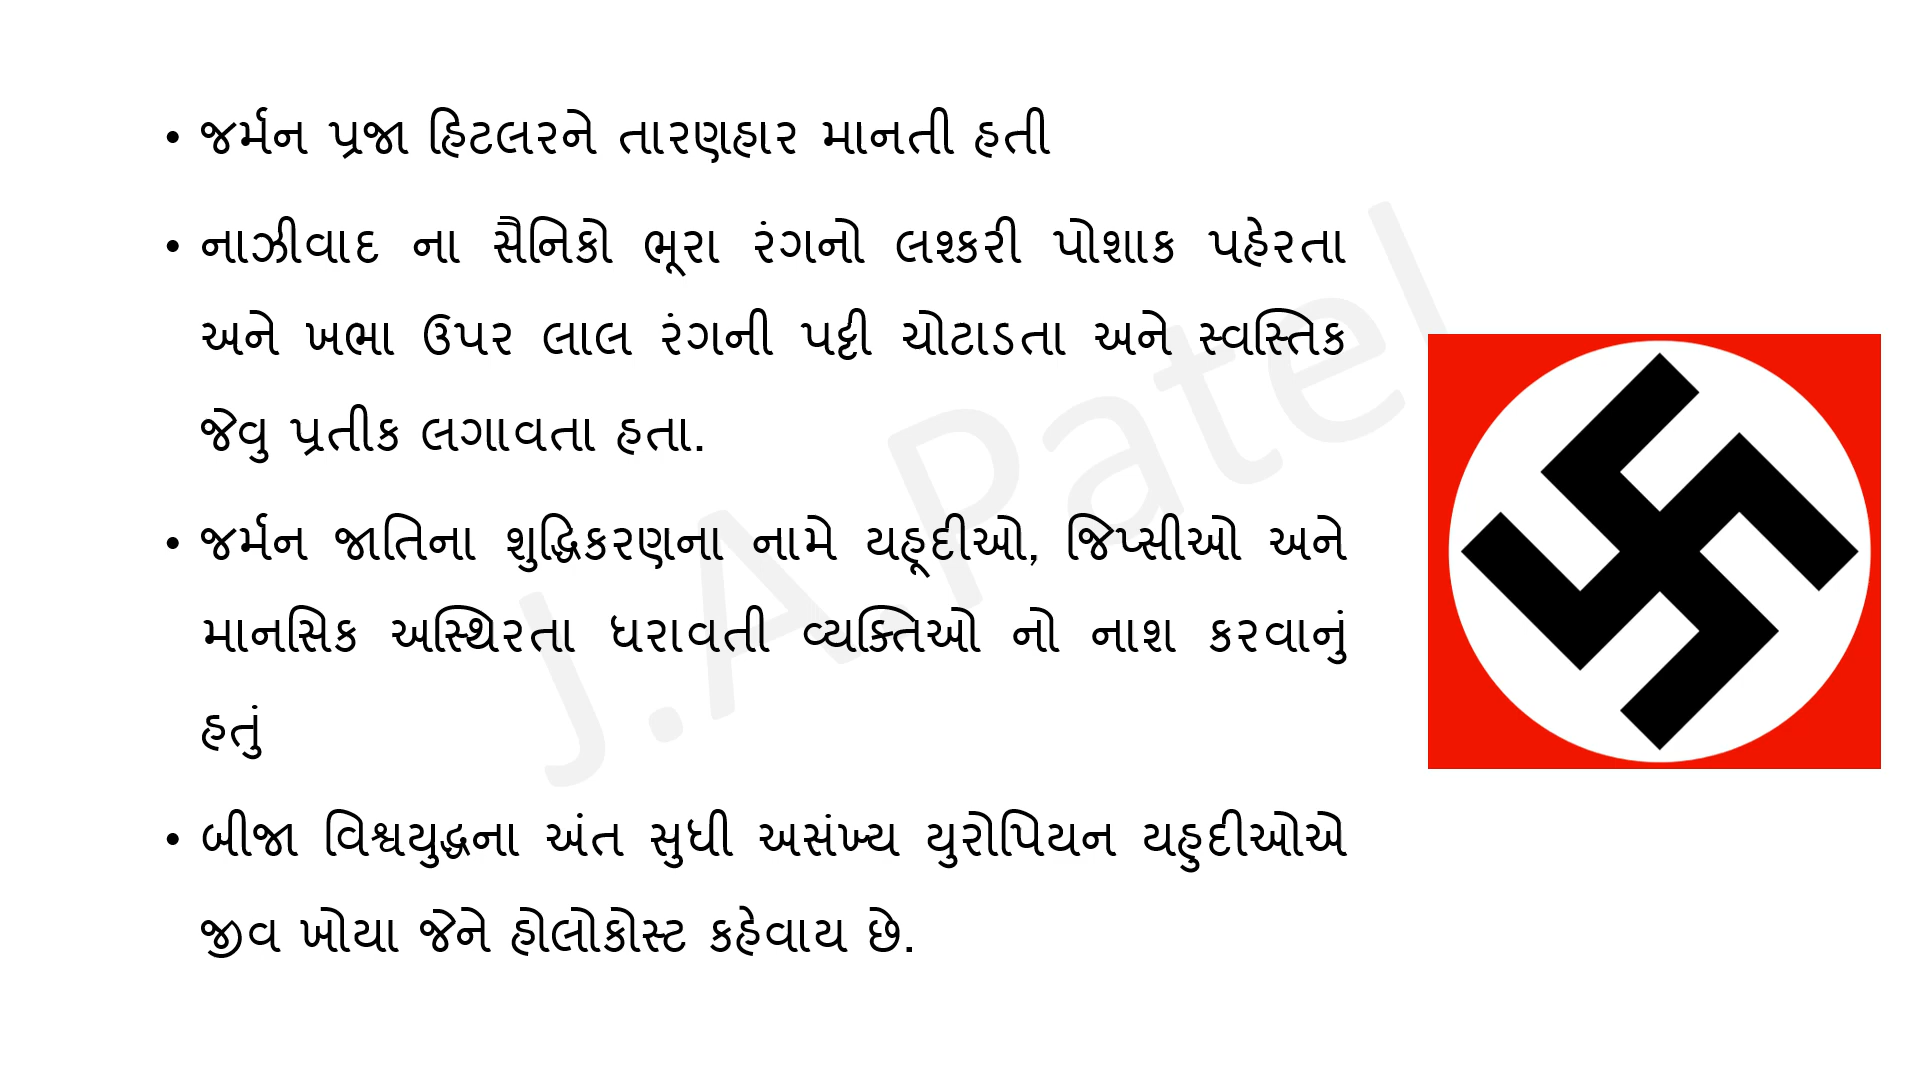 • જર્મન પ્રજા હિટલરને તારણહાર માનતી હતી
• નાઝીવાદ ના સૈનિકો ભૂરા રંગનો લશ્કરી પોશાક પહેરતા
અને ખભા ઉપર લાલ રંગની પટ્ટી ચોટાડતા અને સ્વસ્તિક
જેવુ પ્રતીક લગાવતા હતા.
• જર્મન જાતિના શુદ્ધિકરણના નામે યહૂદીઓ, જિપ્સીઓ અને
માનસિક અસ્થિરતા ધરાવતી વ્યક્તિઓ નો નાશ કરવાનું
હતું
• બીજા વિશ્વયુદ્ધના અંત સુધી અસંખ્ય યુરોપિયન યહુદીઓએ
જીવ ખોયા જેને હોલોકોસ્ટ કહેવાય છે.
J.A Patel